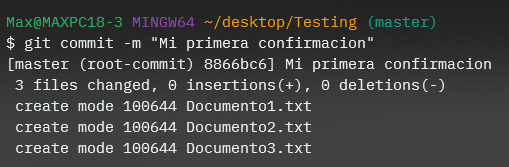 Max@MAXPC18-3 MINGW64 ~/desktop/Testing (master)
$ git commit -m "Mi primera confirmacion"
[master (root-commit) 8866bc6] Mi primera confirmacion
 3 files changed, 0 insertions(+), 0 deletions(-)
 create mode 100644 Documento1.txt
 create mode 100644 Documento2.txt
 create mode 100644 Documento3.txt